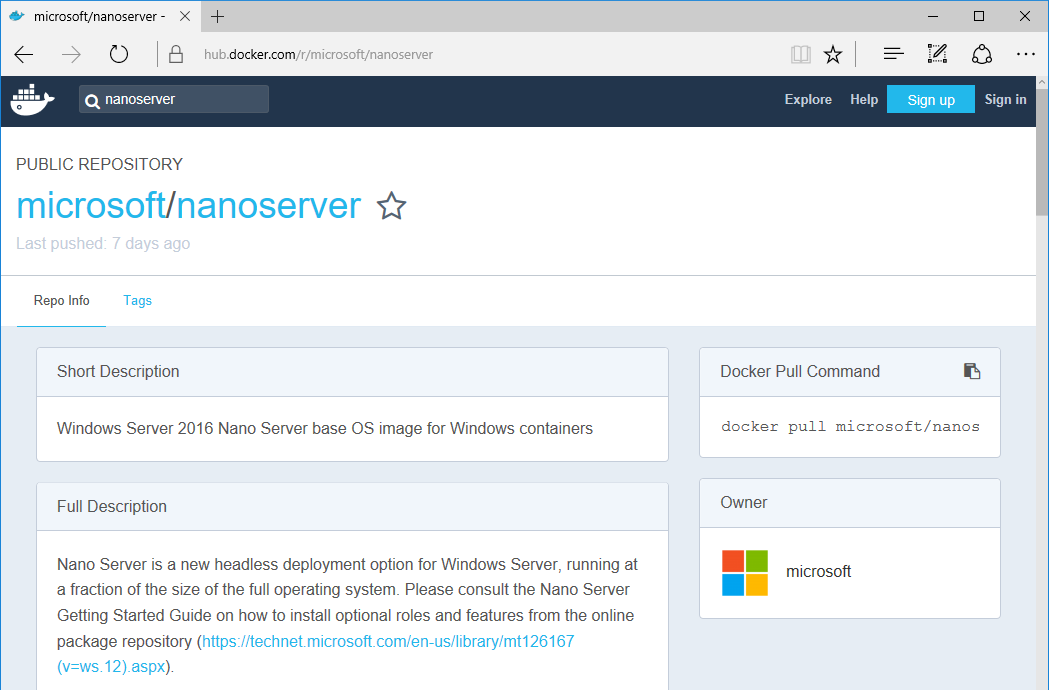 microsoft/nanoserver -
hub.docker.com/r/microsoft/nanoserver
nanoserver
Explore Help Sign up Sign in
PUBLIC REPOSITORY
microsoft/nanoserver
Last pushed: 7 days ago
Repo Info Tags
Short Description
Windows Server 2016 Nano Server base OS image for Windows containers
Full Description
Nano Server is a new headless deployment option for Windows Server, running at
a fraction of the size of the full operating system. Please consult the Nano Server
Getting Started Guide on how to install optional roles and features from the online
package repository (https://technet.microsoft.com/en-us/library/mt126167
(v=ws.12).aspx).
Docker Pull Command
docker pull microsoft/nanos
Owner
microsoft